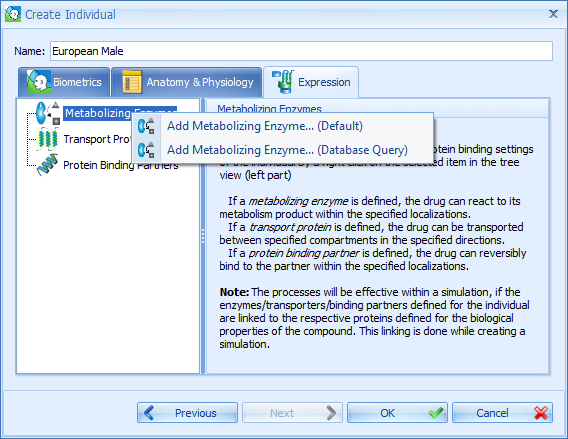 Create Individual
Name: European Male
Biometrics Anatomy & Physiology Expression
Metabolizing Enzymes
Transport
Protein Binding Partners
Add Metabolizing Enzyme... (Default)
Add Metabolizing Enzyme... (Database Query)
Metabolizing Enzymes
protein binding settings
of the individual by a right click on the selected item in the tree
view (left part)
If a metabolizing enzyme is defined, the drug can react to its
metabolism product within the specified localizations.
If a transport protein is defined, the drug can be transported
between specified compartments in the specified directions.
If a protein binding partner is defined, the drug can reversibly
bind to the partner within the specified localizations.
Note: The processes will be effective within a simulation, if the
enzymes/transporters/binding partners defined for the individual
are linked to the respective proteins defined for the biological
properties of the compound. This linking is done while creating a
simulation.
Previous Next OK Cancel